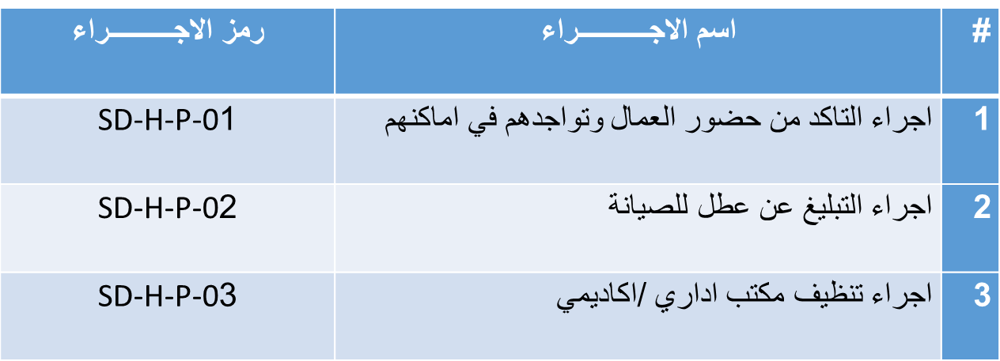 # اسم الاجـــــــراء رمز الاجـــــــراء
1 اجراء التاكد من حضور العمال وتواجدهم في اماكنهم SD-H-P-01
2 اجراء التبليغ عن عطل للصيانة SD-H-P-02
3 اجراء تنظيف مكتب اداري /اكاديمي SD-H-P-03